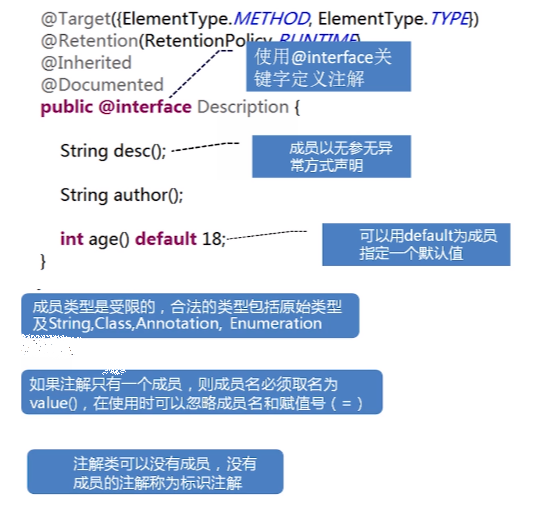 @Target({ElementType.METHOD, ElementType.TYPE})
@Retention(RetentionPolicy.RUNTIME)
@Inherited
@Documented
使用@interface关
键字定义注解
public @interface Description {
String desc();
成员以无参无异
常方式声明
String author();
int age() default 18;
可以用default为成员
指定一个默认值
}
成员类型是受限的，合法的类型包括原始类型
及String,Class,Annotation, Enumeration
如果注解只有一个成员，则成员名必须取名为
value()，在使用时可以忽略成员名和赋值号（=）
注解类可以没有成员，没有
成员的注解称为标识注解